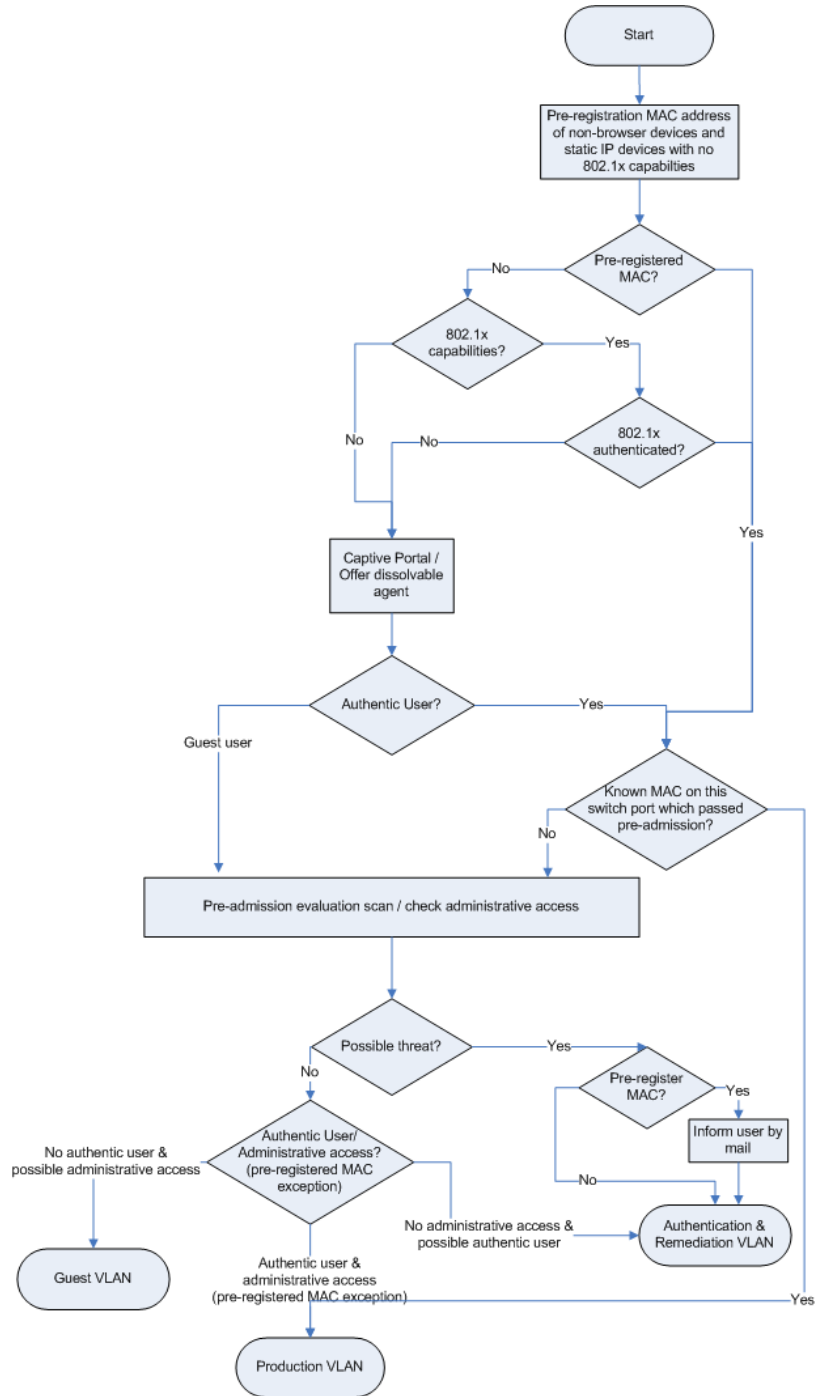 Start
Pre-registration MAC address
of non-browser devices and
static IP devices with no
802.1x capabilties
Pre-registered
MAC?
No
802.1x
capabilities?
Yes
802.1x
authenticated?
No
No
Yes
Captive Portal /
Offer dissolvable
agent
Authentic User?
Yes
Guest user
Known MAC on this
switch port which passed
pre-admission?
No
Pre-admission evaluation scan / check administrative access
Possible threat?
Yes
No
Pre-register
MAC?
Yes
Inform user by
mail
No
Authentic User/
Administrative access?
(pre-registered MAC
exception)
No authentic user &
possible administrative access
No administrative access &
possible authentic user
Authentication &
Remediation VLAN
Guest VLAN
Authentic user &
administrative access
(pre-registered MAC exception)
Yes
Production VLAN